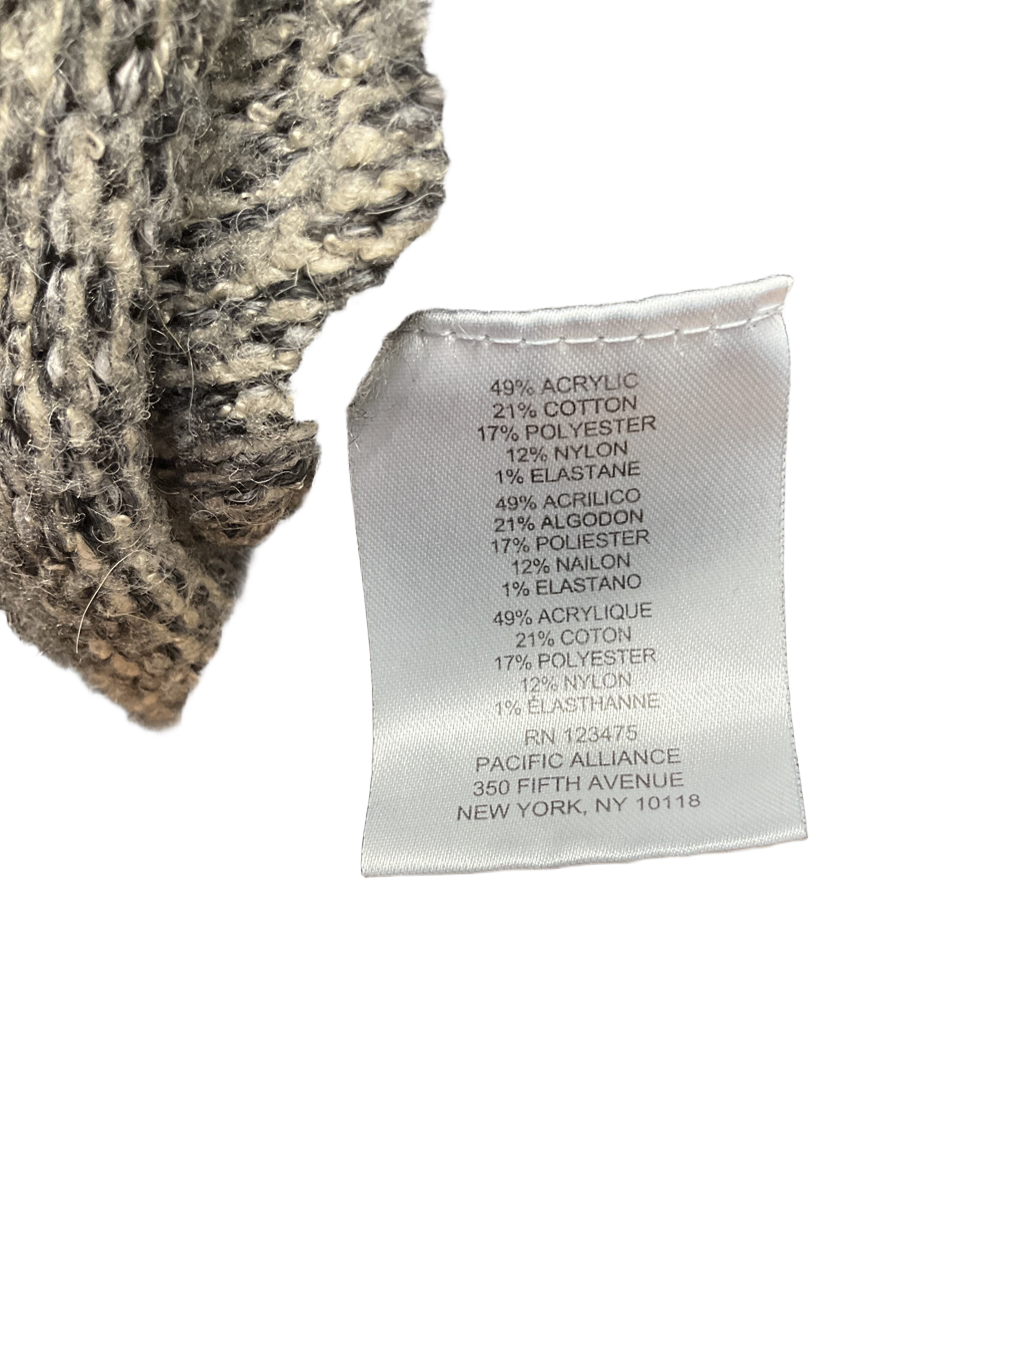 49% ACRYLIC
21% COTTON
17% POLYESTER
12% NYLON
1% ELASTANE
49% ACRILICO
21% ALGODON
17% POLIESTER
12% NAILON
1% ELASTANO
49% ACRYLIQUE
21% COTON
17% POLYESTER
12% NYLON
1% ÉLASTHANNE
RN 123475
PACIFIC ALLIANCE
350 FIFTH AVENUE
NEW YORK, NY 10118